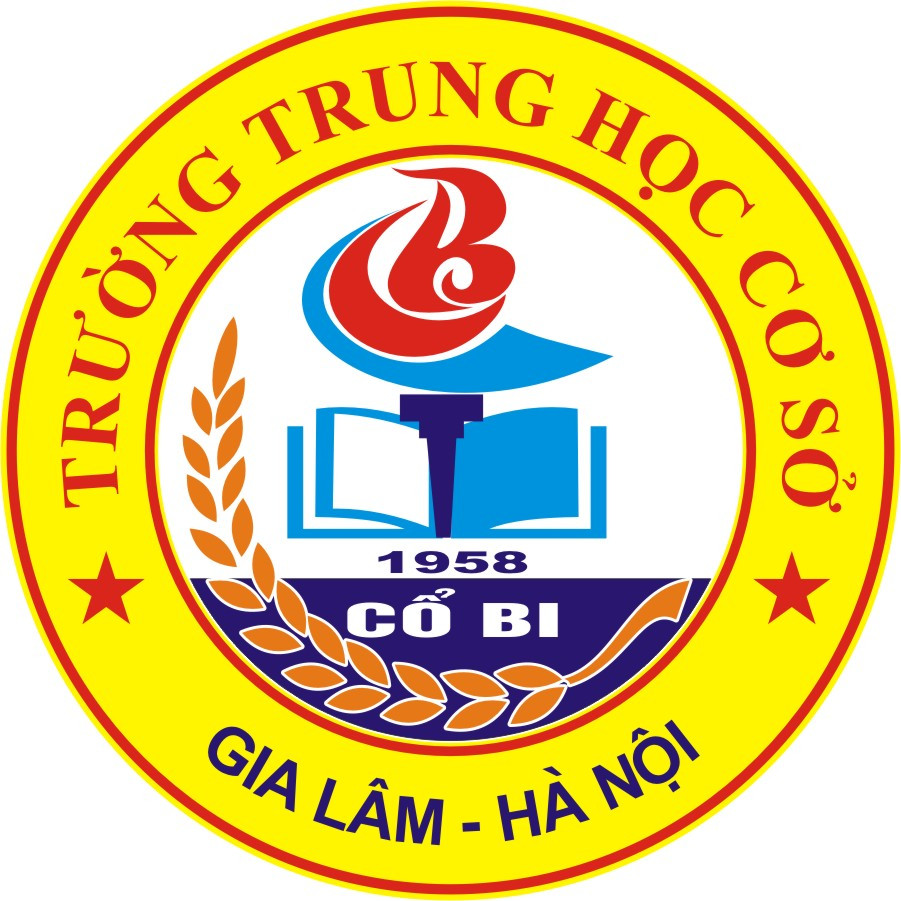 TRƯỜNG TRUNG HỌC CƠ SỞ
1958
CỔ BI
GIA LÂM - HÀ NỘI